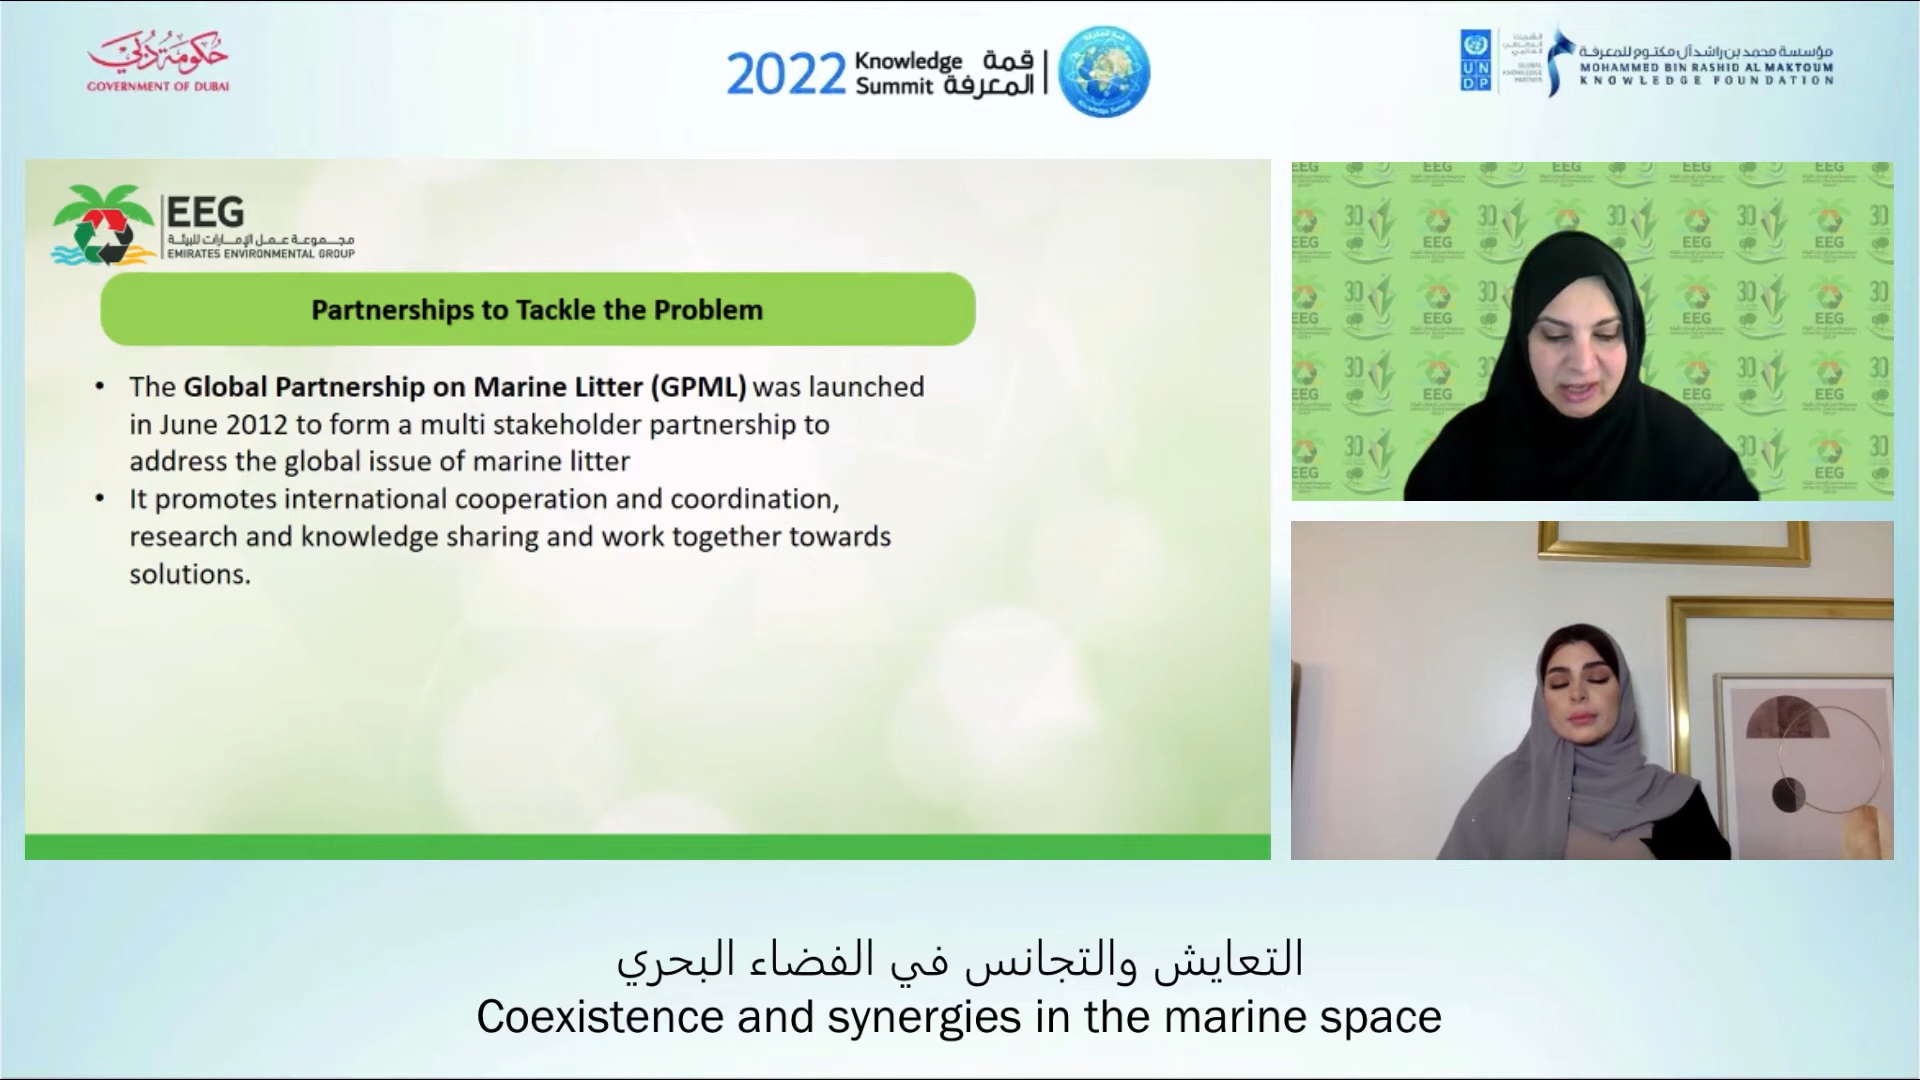 حكومة دبي
GOVERNMENT OF DUBAI
2022
Knowledge
Summit
قمة
المعرفة
UN
DP
مؤسسة محمد بن راشد آل مكتوم للمعرفة
MOHAMMED BIN RASHID AL MAKTOUM
KNOWLEDGE FOUNDATION
EEG
مجموعة عمل الإمارات للبيئة
EMIRATES ENVIRONMENTAL GROUP
Partnerships to Tackle the Problem
• The Global Partnership on Marine Litter (GPML) was launched
in June 2012 to form a multi stakeholder partnership to
address the global issue of marine litter
• It promotes international cooperation and coordination,
research and knowledge sharing and work together towards
solutions.
التعايش والتجانس في الفضاء البحري
Coexistence and synergies in the marine space